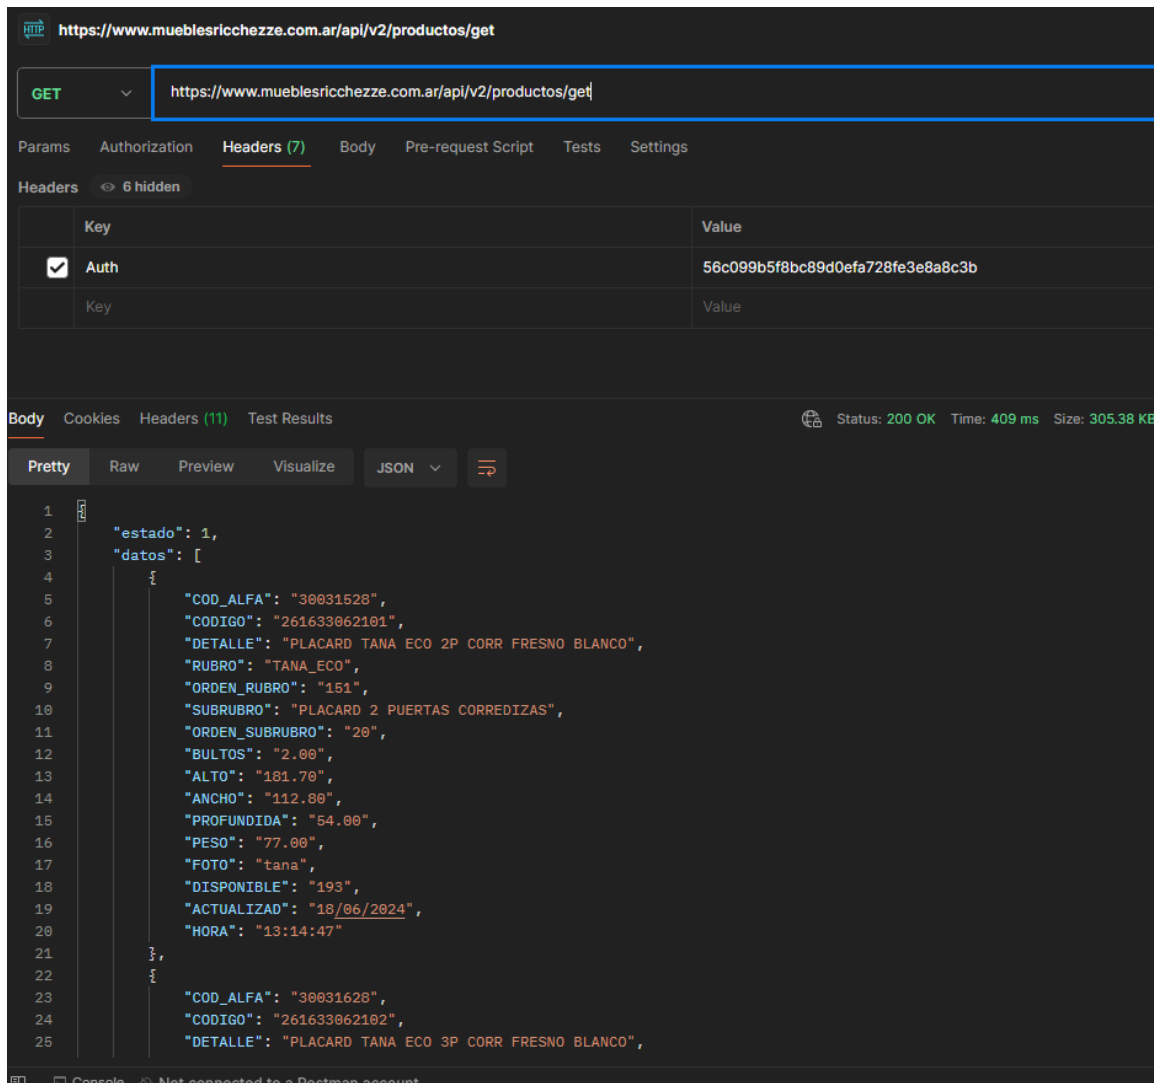 HTTP https://www.mueblesricchezze.com.ar/api/v2/productos/get
GET https://www.mueblesricchezze.com.ar/api/v2/productos/get
Params Authorization Headers (7) Body Pre-request Script Tests Settings
Headers 6 hidden
Key Value
Auth 56c099b5f8bc89d0efa728fe3e8a8c3b
Key Value
Body Cookies Headers (11) Test Results Status: 200 OK Time: 409 ms Size: 305.38 KB
Pretty Raw Preview Visualize JSON
1 {
2 "estado": 1,
3 "datos": [
4 {
5 "COD_ALFA": "30031528",
6 "CODIGO": "261633062101",
7 "DETALLE": "PLACARD TANA ECO 2P CORR FRESNO BLANCO",
8 "RUBRO": "TANA_ECO",
9 "ORDEN_RUBRO": "151",
10 "SUBRUBRO": "PLACARD 2 PUERTAS CORREDIZAS",
11 "ORDEN_SUBRUBRO": "20",
12 "BULTOS": "2.00",
13 "ALTO": "181.70",
14 "ANCHO": "112.80",
15 "PROFUNDIDA": "54.00",
16 "PESO": "77.00",
17 "FOTO": "tana",
18 "DISPONIBLE": "193",
19 "ACTUALIZAD": "18/06/2024",
20 "HORA": "13:14:47"
21 },
22 {
23 "COD_ALFA": "30031628",
24 "CODIGO": "261633062102",
25 "DETALLE": "PLACARD TANA ECO 3P CORR FRESNO BLANCO",
Console Not connected to a Postman account